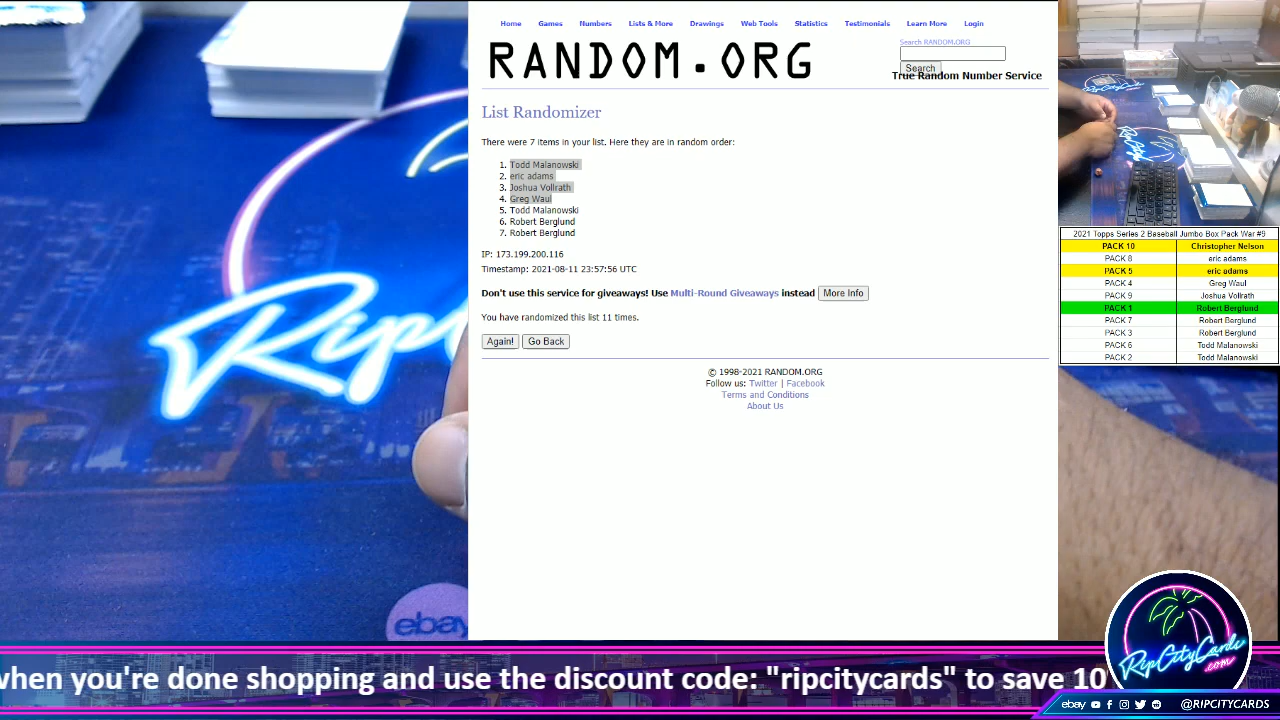 Home Games Numbers Lists & More Drawings Web Tools Statistics Testimonials Learn More Login
Search RANDOM.ORG
Search
RANDOM.ORG
True Random Number Service
List Randomizer
There were 7 items in your list. Here they are in random order:
1. Todd Malanowski
2. eric adams
3. Joshua Vollrath
4. Greg Waul
5. Todd Malanowski
6. Robert Berglund
7. Robert Berglund
IP: 173.199.200.116
Timestamp: 2021-08-11 23:57:56 UTC
Don't use this service for giveaways! Use Multi-Round Giveaways instead More Info
You have randomized this list 11 times.
Again! Go Back
© 1998-2021 RANDOM.ORG
Follow us: Twitter | Facebook
Terms and Conditions
About Us
2021 Topps Series 2 Baseball Jumbo Box Pack War #9
PACK 10 Christopher Nelson
PACK 8 eric adams
PACK 5 eric adams
PACK 4 Greg Waul
PACK 9 Joshua Vollrath
PACK 1 Robert Berglund
PACK 7 Robert Berglund
PACK 3 Robert Berglund
PACK 6 Todd Malanowski
PACK 2 Todd Malanowski
Rip
ebay
when you're done shopping and use the discount code: "ripcitycards" to save 10
RipCityCards
.com
ebay @RIPCITYCARDS